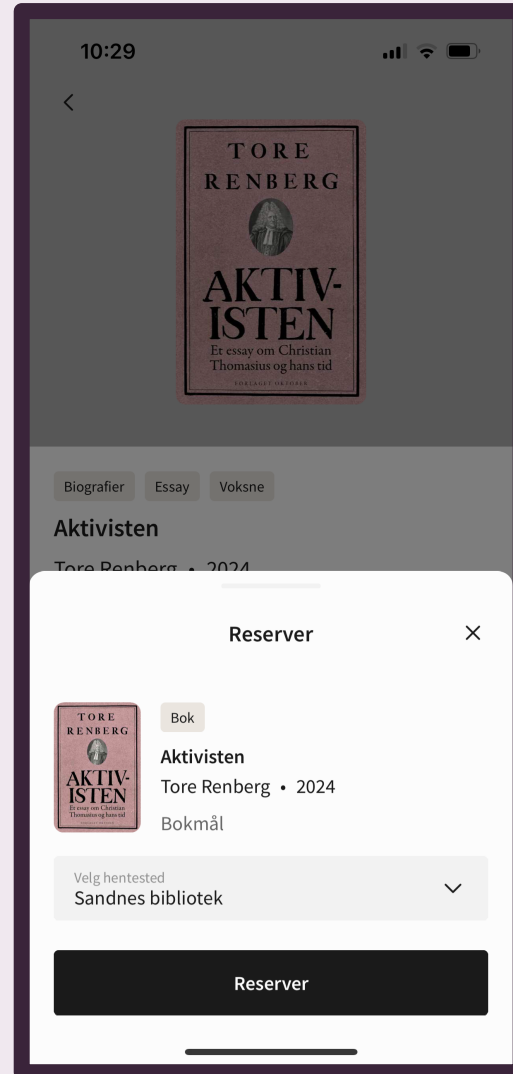 10:29
TORE
RENBERG
AKTIV-
ISTEN
Et essay om Christian
Thomasius og hans tid
FORLAGET OKTOBER
Biografier Essay Voksne
Aktivisten
Tore Renberg • 2024
Reserver
TORE
RENBERG
AKTIV-
ISTEN
Et essay om Christian
Thomasius og hans tid
Bok
Aktivisten
Tore Renberg • 2024
Bokmål
Velg hentested
Sandnes bibliotek
Reserver